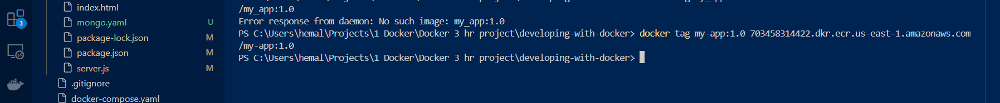 index.html
mongo.yaml U
package-lock.json M
package.json M
server.js M
.gitignore
docker-compose.yaml
3
/my_app:1.0
Error response from daemon: No such image: my_app:1.0
PS C:\Users\hemal\Projects\1 Docker\Docker 3 hr project\developing-with-docker> docker tag my-app:1.0 703458314422.dkr.ecr.us-east-1.amazonaws.com
/my-app:1.0
PS C:\Users\hemal\Projects\1 Docker\Docker 3 hr project\developing-with-docker>